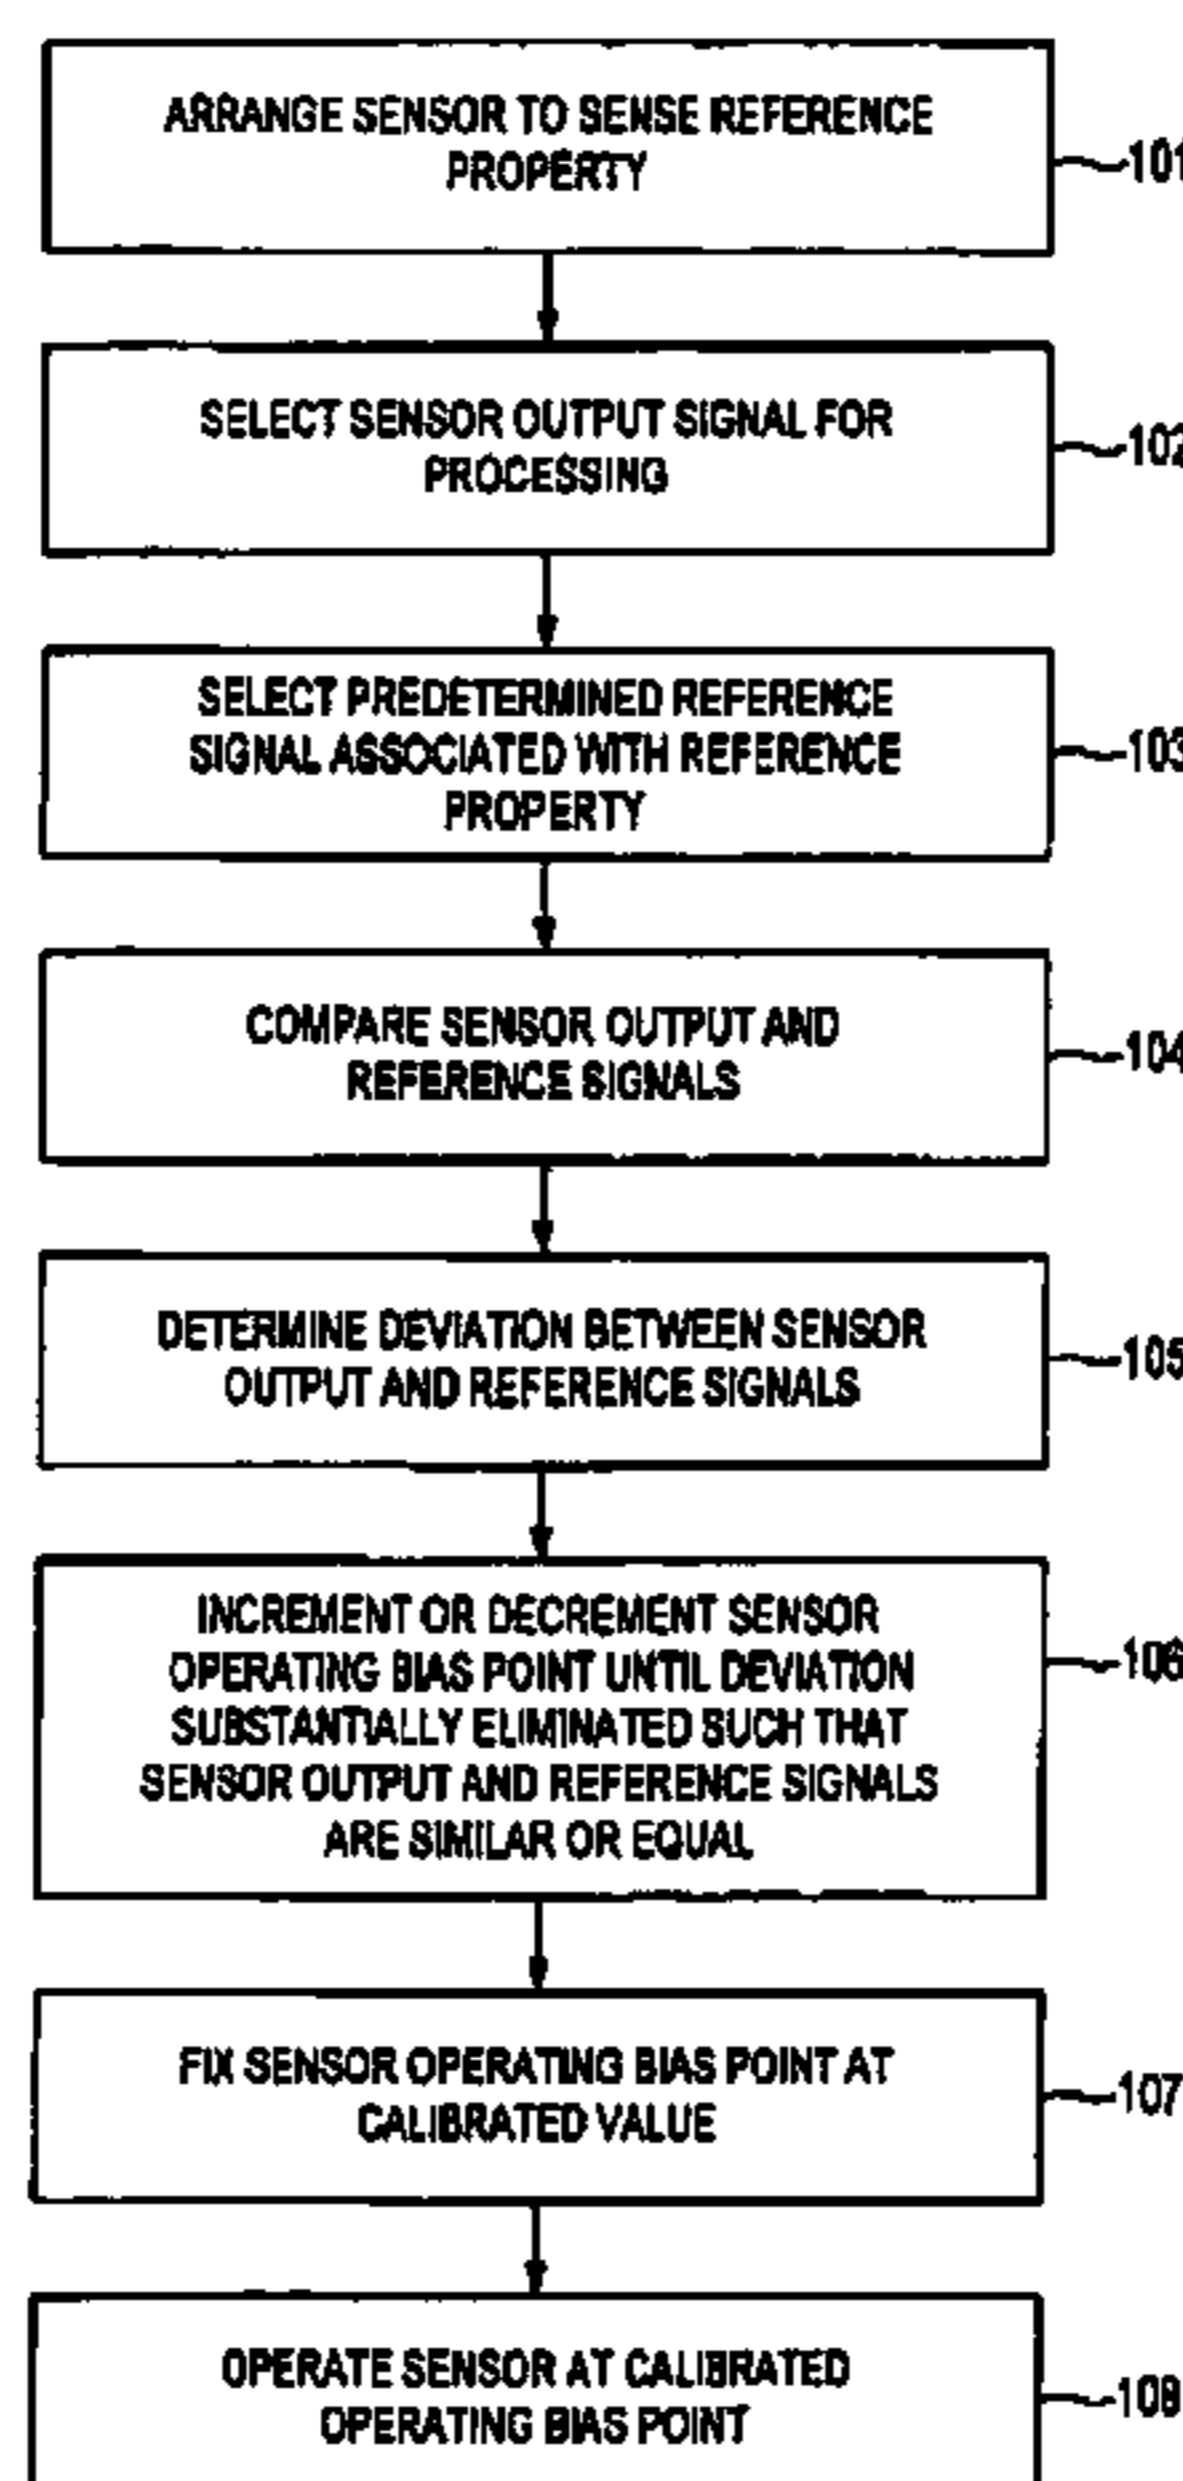 ARRANGE SENSOR TO SENSE REFERENCE
PROPERTY
101
SELECT SENSOR OUTPUT SIGNAL FOR
PROCESSING
102
SELECT PREDETERMINED REFERENCE
SIGNAL ASSOCIATED WITH REFERENCE
PROPERTY
103
COMPARE SENSOR OUTPUT AND
REFERENCE SIGNALS
104
DETERMINE DEVIATION BETWEEN SENSOR
OUTPUT AND REFERENCE SIGNALS
105
INCREMENT OR DECREMENT SENSOR
OPERATING BIAS POINT UNTIL DEVIATION
SUBSTANTIALLY ELIMINATED SUCH THAT
SENSOR OUTPUT AND REFERENCE SIGNALS
ARE SIMILAR OR EQUAL
106
FIX SENSOR OPERATING BIAS POINT AT
CALIBRATED VALUE
107
OPERATE SENSOR AT CALIBRATED
OPERATING BIAS POINT
108